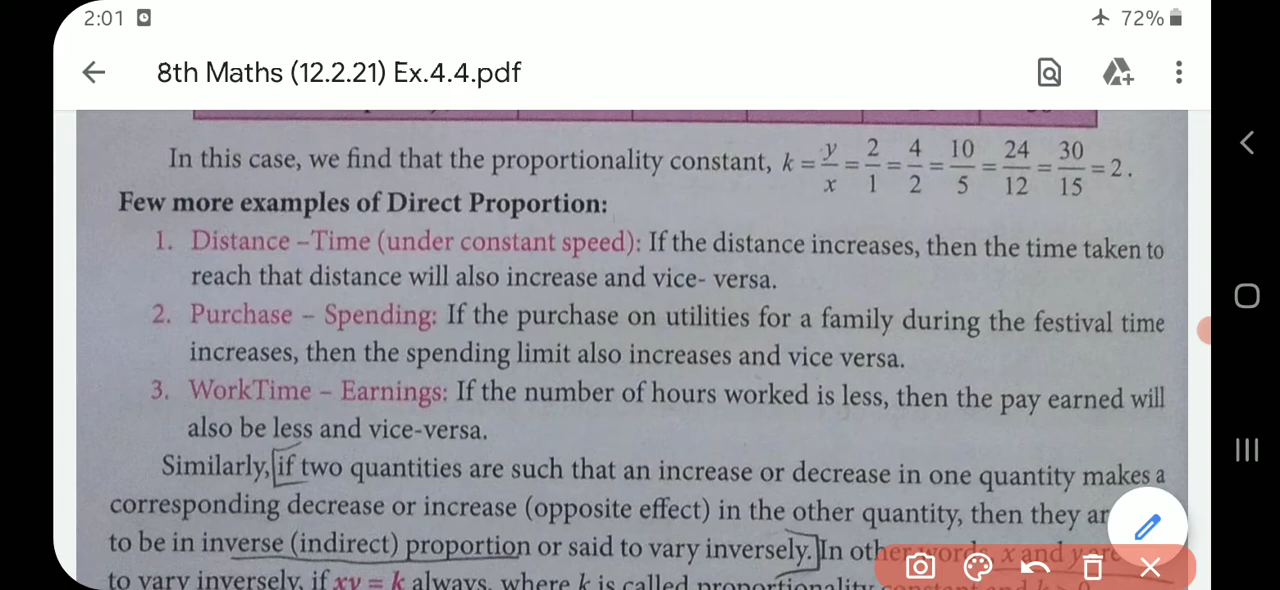 2:01 72%
8th Maths (12.2.21) Ex.4.4.pdf
In this case, we find that the proportionality constant, k = y/x = 2/1 = 4/2 = 10/5 = 24/12 = 30/15 = 2.
Few more examples of Direct Proportion:
1. Distance –Time (under constant speed): If the distance increases, then the time taken to
reach that distance will also increase and vice- versa.
2. Purchase – Spending: If the purchase on utilities for a family during the festival time
increases, then the spending limit also increases and vice versa.
3. WorkTime – Earnings: If the number of hours worked is less, then the pay earned will
also be less and vice-versa.
Similarly, if two quantities are such that an increase or decrease in one quantity makes a
corresponding decrease or increase (opposite effect) in the other quantity, then they ar
to be in inverse (indirect) proportion or said to vary inversely. In other words, x and y are
to vary inversely, if xy = k always, where k is called proportionality constant and k > 0